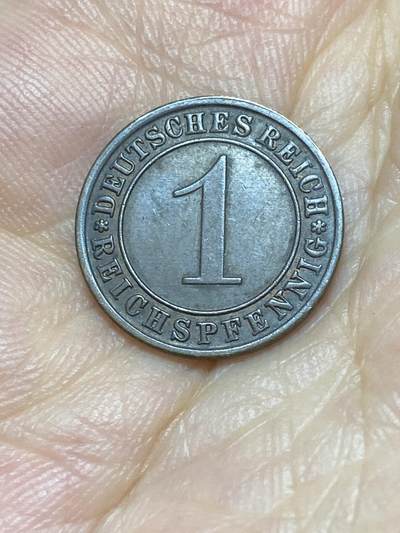 DEUTSCHES REICH
1
* REICHSPFENNIG *